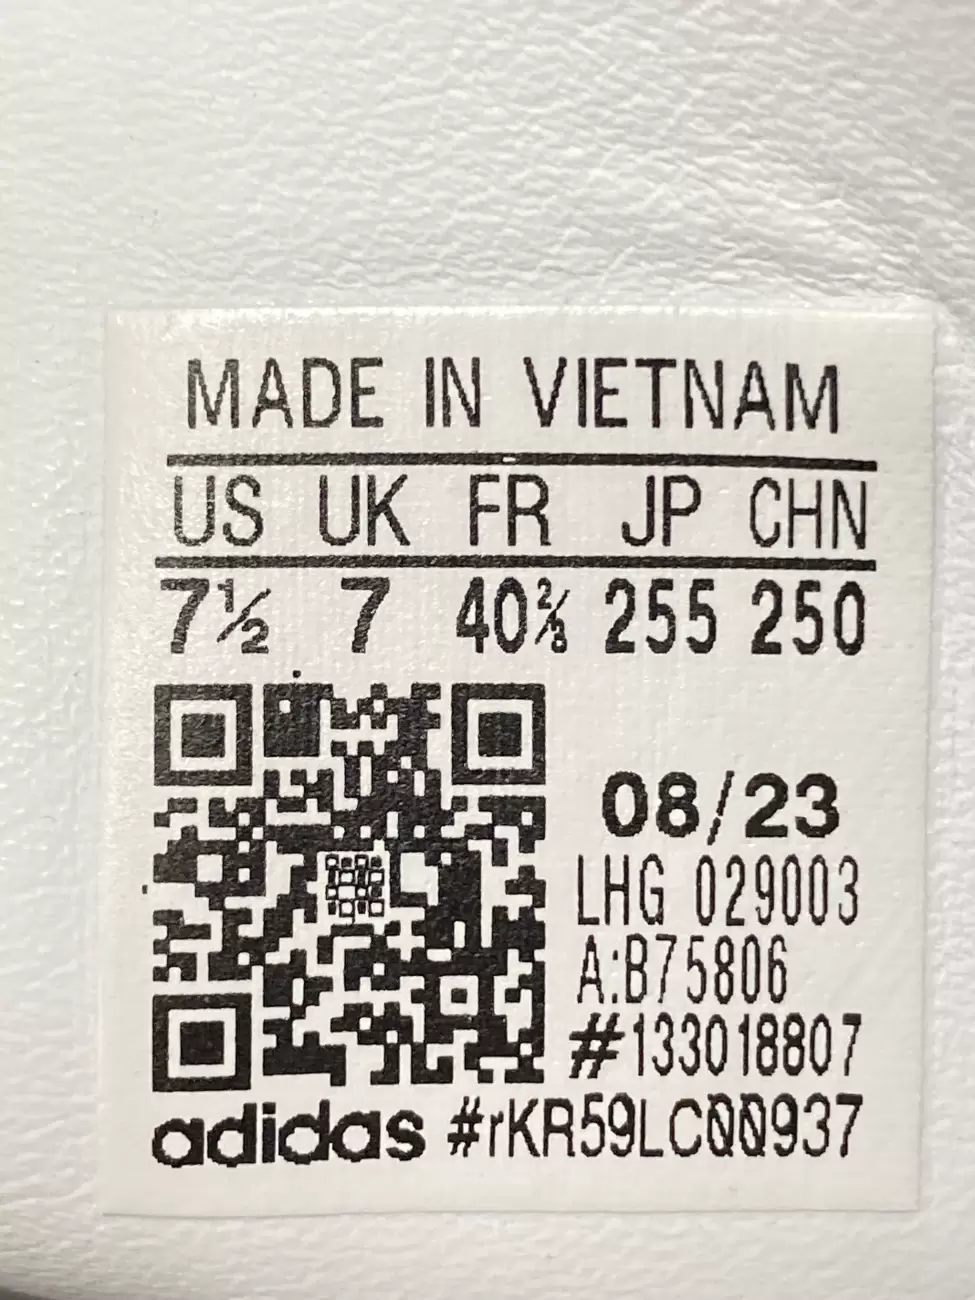 MADE IN VIETNAM
US UK FR JP CHN
7½ 7 40⅔ 255 250
08/23
LHG 029003
A:B75806
#133018807
adidas #rKR59LC00937